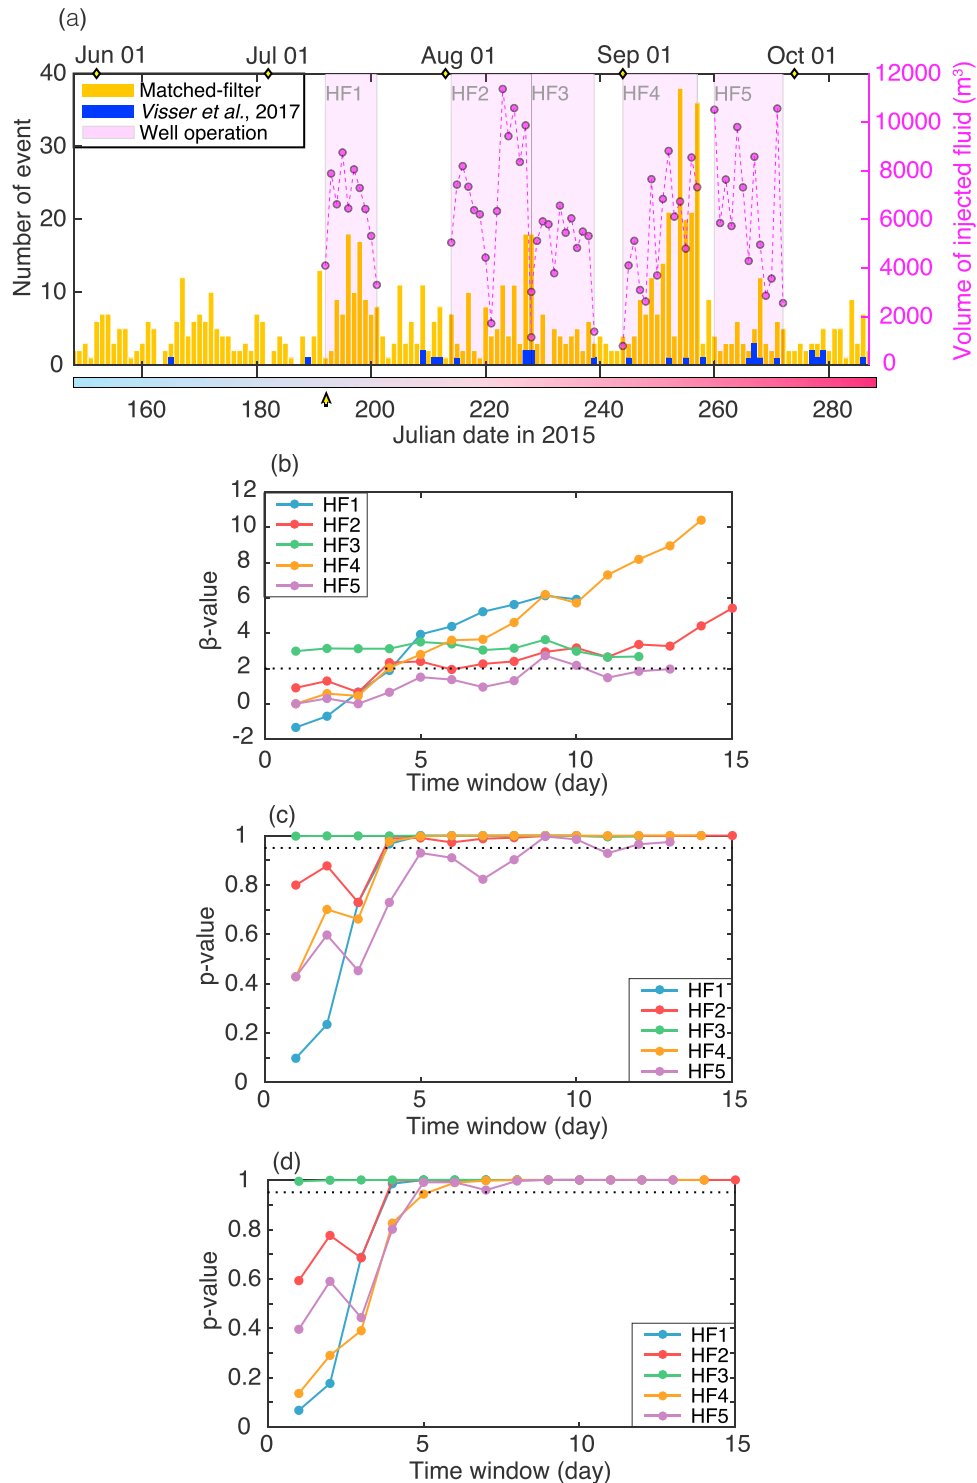 (a)
Jun 01 Jul 01 Aug 01 Sep 01 Oct 01
40 12000
Matched-filter
Visser et al., 2017
Well operation
HF1 HF2 HF3 HF4 HF5
30 10000
8000
20 6000
10 4000
2000
0 0
Number of event
Volume of injected fluid (m³)
160 180 200 220 240 260 280
Julian date in 2015
(b)
12
10
8
6
4
2
0
-2
β-value
HF1
HF2
HF3
HF4
HF5
0 5 10 15
Time window (day)
(c)
1
0.8
0.6
0.4
0.2
0
p-value
HF1
HF2
HF3
HF4
HF5
0 5 10 15
Time window (day)
(d)
1
0.8
0.6
0.4
0.2
0
p-value
HF1
HF2
HF3
HF4
HF5
0 5 10 15
Time window (day)